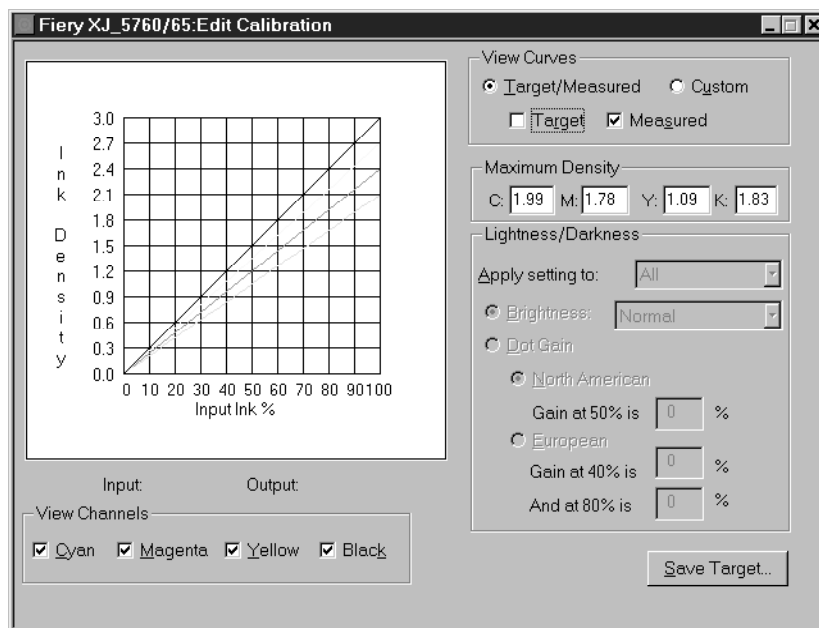 Fiery XJ_5760/65:Edit Calibration
Ink Density
3.0
2.7
2.4
2.1
1.8
1.5
1.2
0.9
0.6
0.3
0.0
0 10 20 30 40 50 60 70 80 90 100
Input Ink %
Input: Output:
View Channels
Cyan Magenta Yellow Black
View Curves
Target/Measured Custom
Target Measured
Maximum Density
C: 1.99 M: 1.78 Y: 1.09 K: 1.83
Lightness/Darkness
Apply setting to: All
Brightness: Normal
Dot Gain
North American
Gain at 50% is 0 %
European
Gain at 40% is 0 %
And at 80% is 0 %
Save Target...